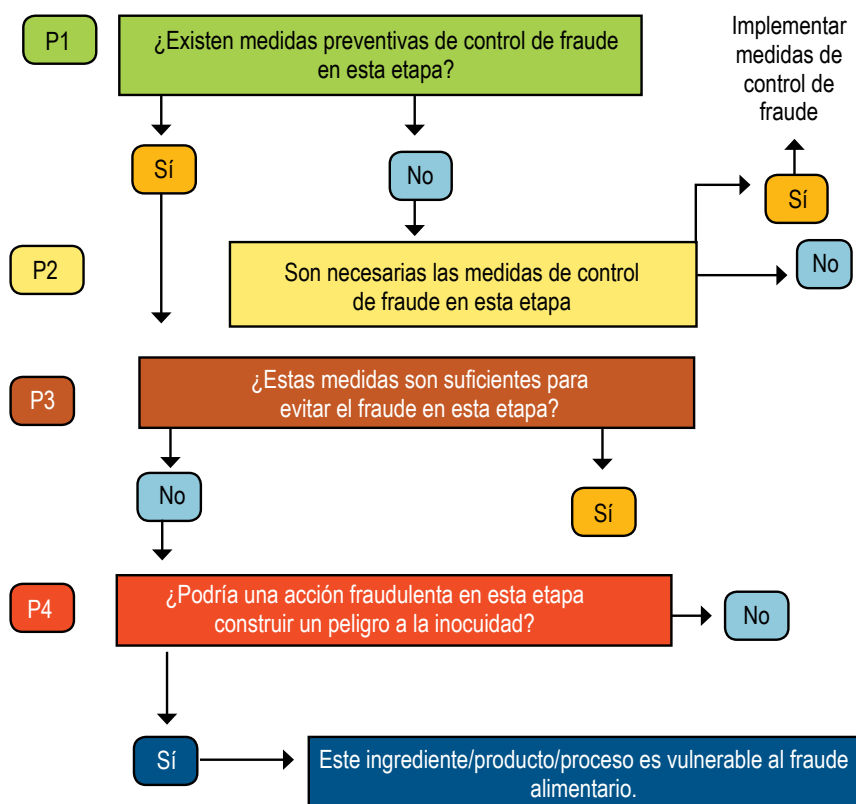 P1
¿Existen medidas preventivas de control de fraude
en esta etapa?
Implementar
medidas de
control de
fraude
Sí
No
Sí
P2
Son necesarias las medidas de control
de fraude en esta etapa
No
P3
¿Estas medidas son suficientes para
evitar el fraude en esta etapa?
No
Sí
P4
¿Podría una acción fraudulenta en esta etapa
construir un peligro a la inocuidad?
No
Sí
Este ingrediente/producto/proceso es vulnerable al fraude
alimentario.